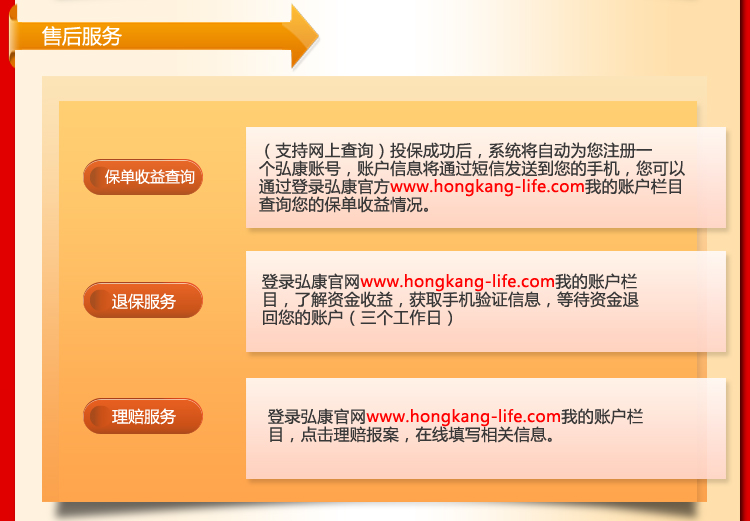 售后服务
保单收益查询
（支持网上查询）投保成功后，系统将自动为您注册一
个弘康账号，账户信息将通过短信发送到您的手机，您可以
通过登录弘康官方www.hongkang-life.com我的账户栏目
查询您的保单收益情况。
退保服务
登录弘康官网www.hongkang-life.com我的账户栏
目，了解资金收益，获取手机验证信息，等待资金退
回您的账户（三个工作日）
理赔服务
登录弘康官网www.hongkang-life.com我的账户栏
目，点击理赔报案，在线填写相关信息。